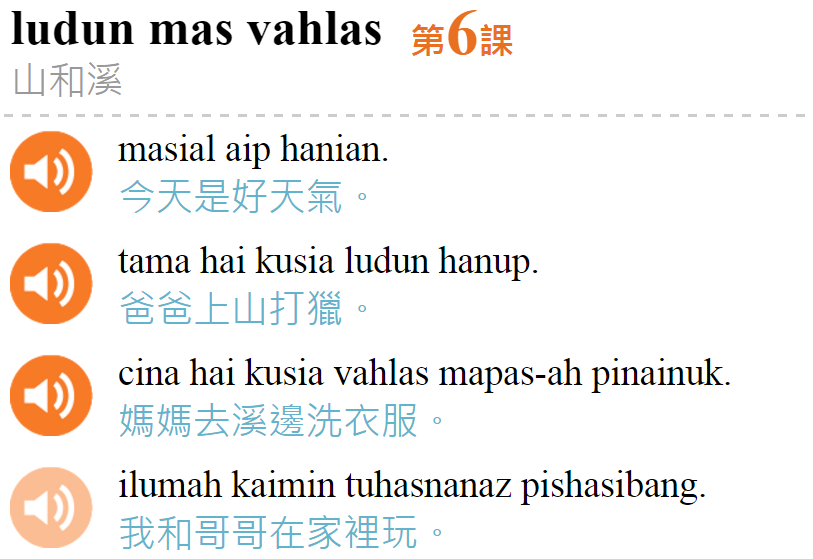 ludun mas vahlas 第6課
山和溪
masial aip hanian.
今天是好天氣。
tama hai kusia ludun hanup.
爸爸上山打獵。
cina hai kusia vahlas mapas-ah pinainuk.
媽媽去溪邊洗衣服。
ilumah kaimin tuhasnanaz pishasibang.
我和哥哥在家裡玩。